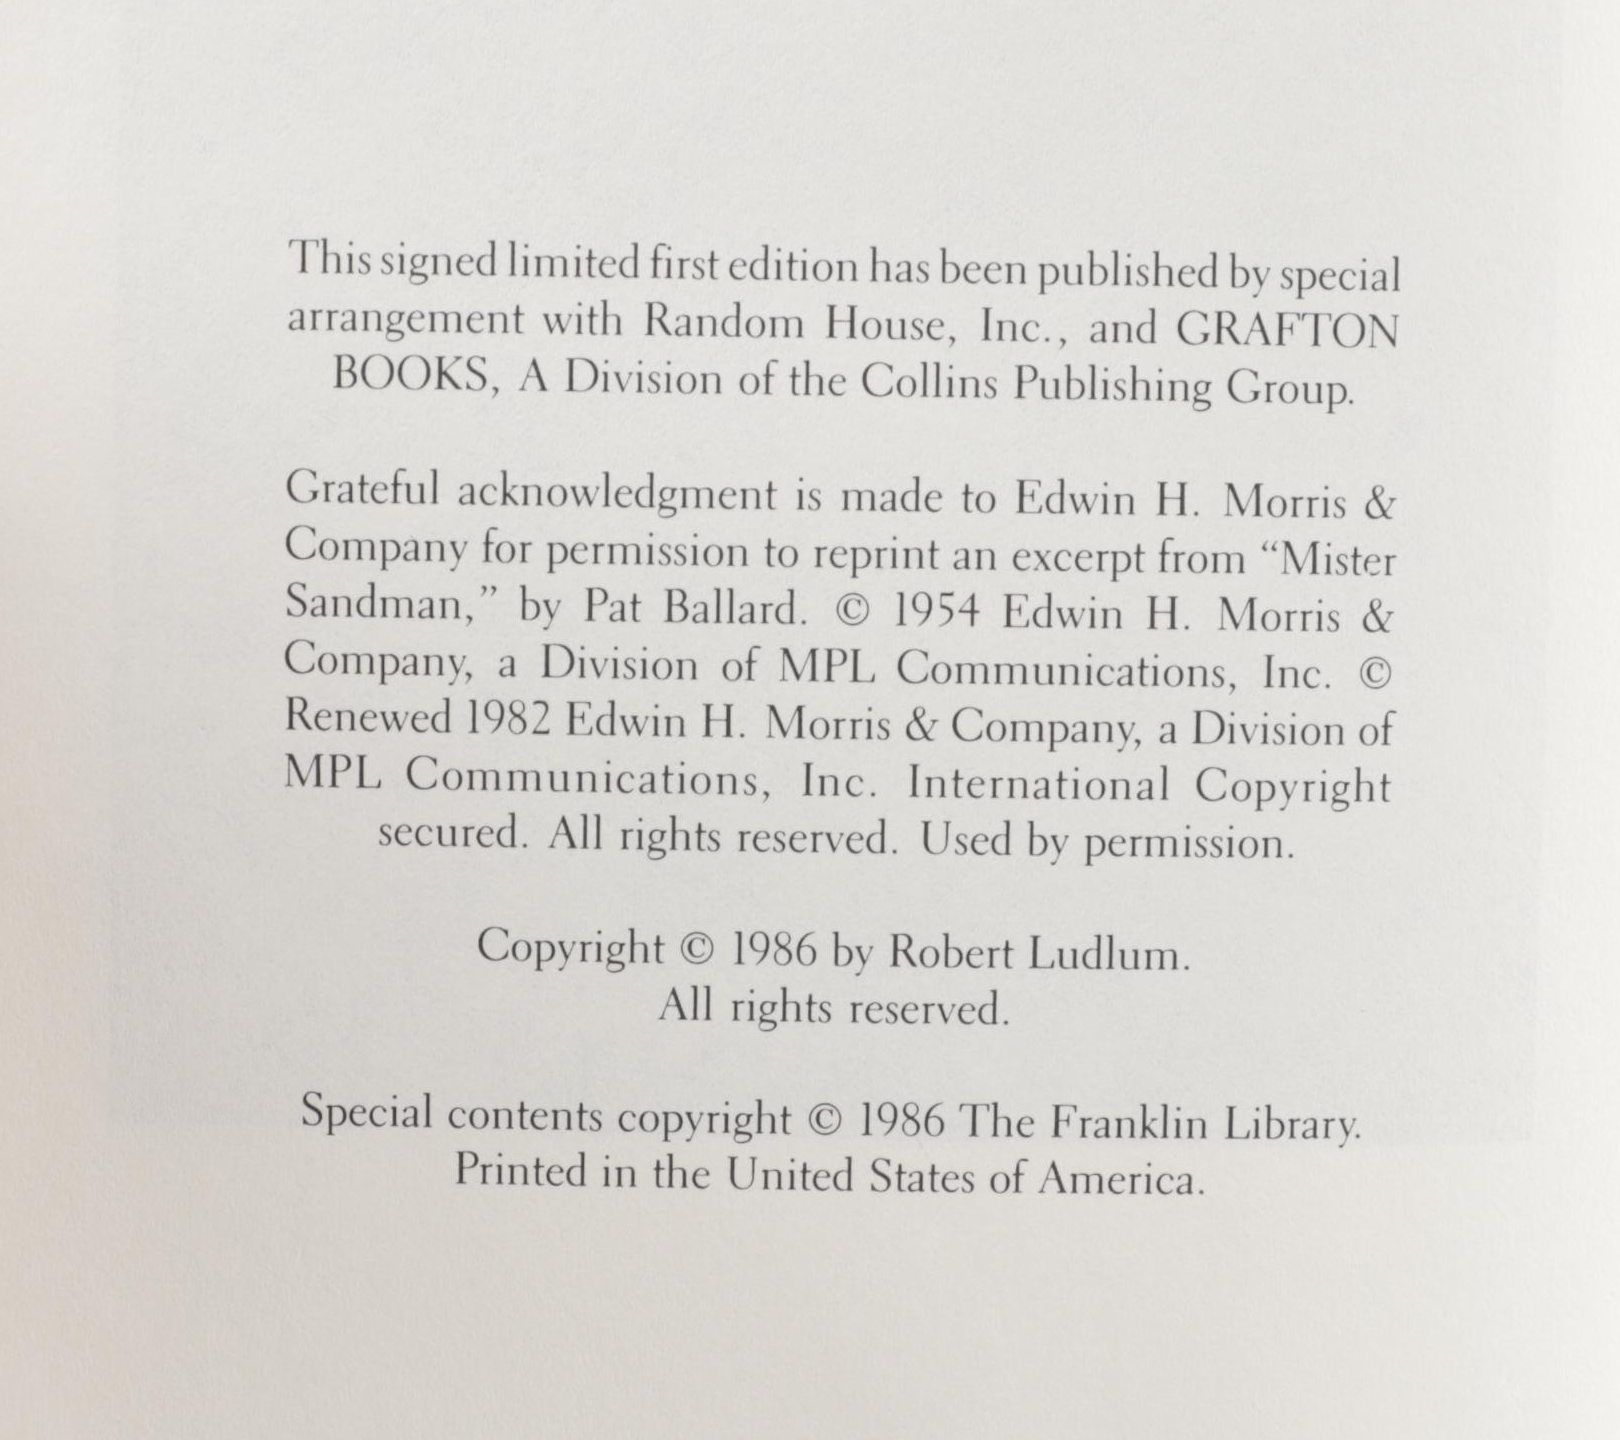 This signed limited first edition has been published by special
arrangement with Random House, Inc., and GRAFTON
BOOKS, A Division of the Collins Publishing Group.
Grateful acknowledgment is made to Edwin H. Morris &
Company for permission to reprint an excerpt from “Mister
Sandman,” by Pat Ballard. © 1954 Edwin H. Morris &
Company, a Division of MPL Communications, Inc. ©
Renewed 1982 Edwin H. Morris & Company, a Division of
MPL Communications, Inc. International Copyright
secured. All rights reserved. Used by permission.
Copyright © 1986 by Robert Ludlum.
All rights reserved.
Special contents copyright © 1986 The Franklin Library.
Printed in the United States of America.